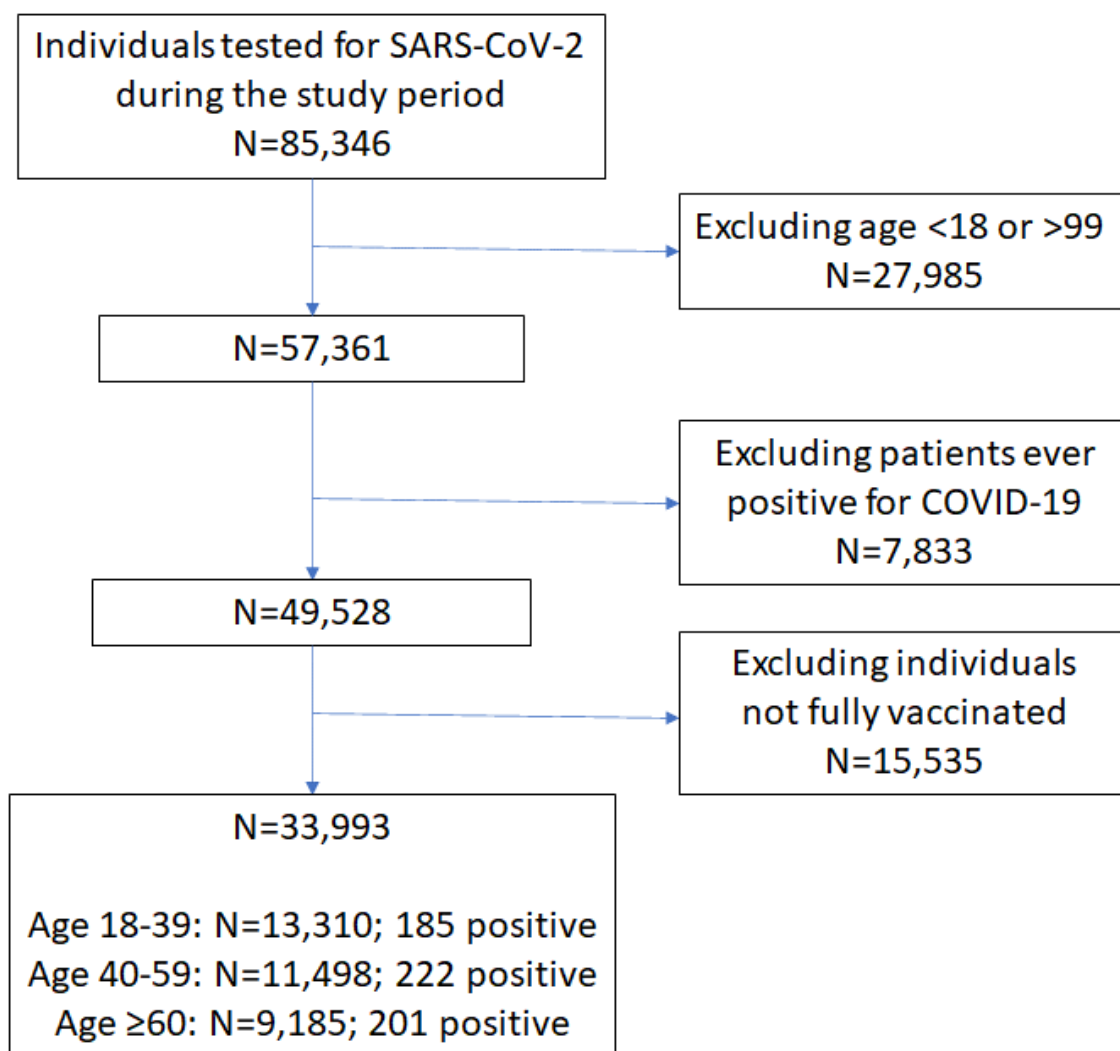 Individuals tested for SARS-CoV-2
during the study period
N=85,346
Excluding age <18 or >99
N=27,985
N=57,361
Excluding patients ever
positive for COVID-19
N=7,833
N=49,528
Excluding individuals
not fully vaccinated
N=15,535
N=33,993
Age 18-39: N=13,310; 185 positive
Age 40-59: N=11,498; 222 positive
Age ≥60: N=9,185; 201 positive